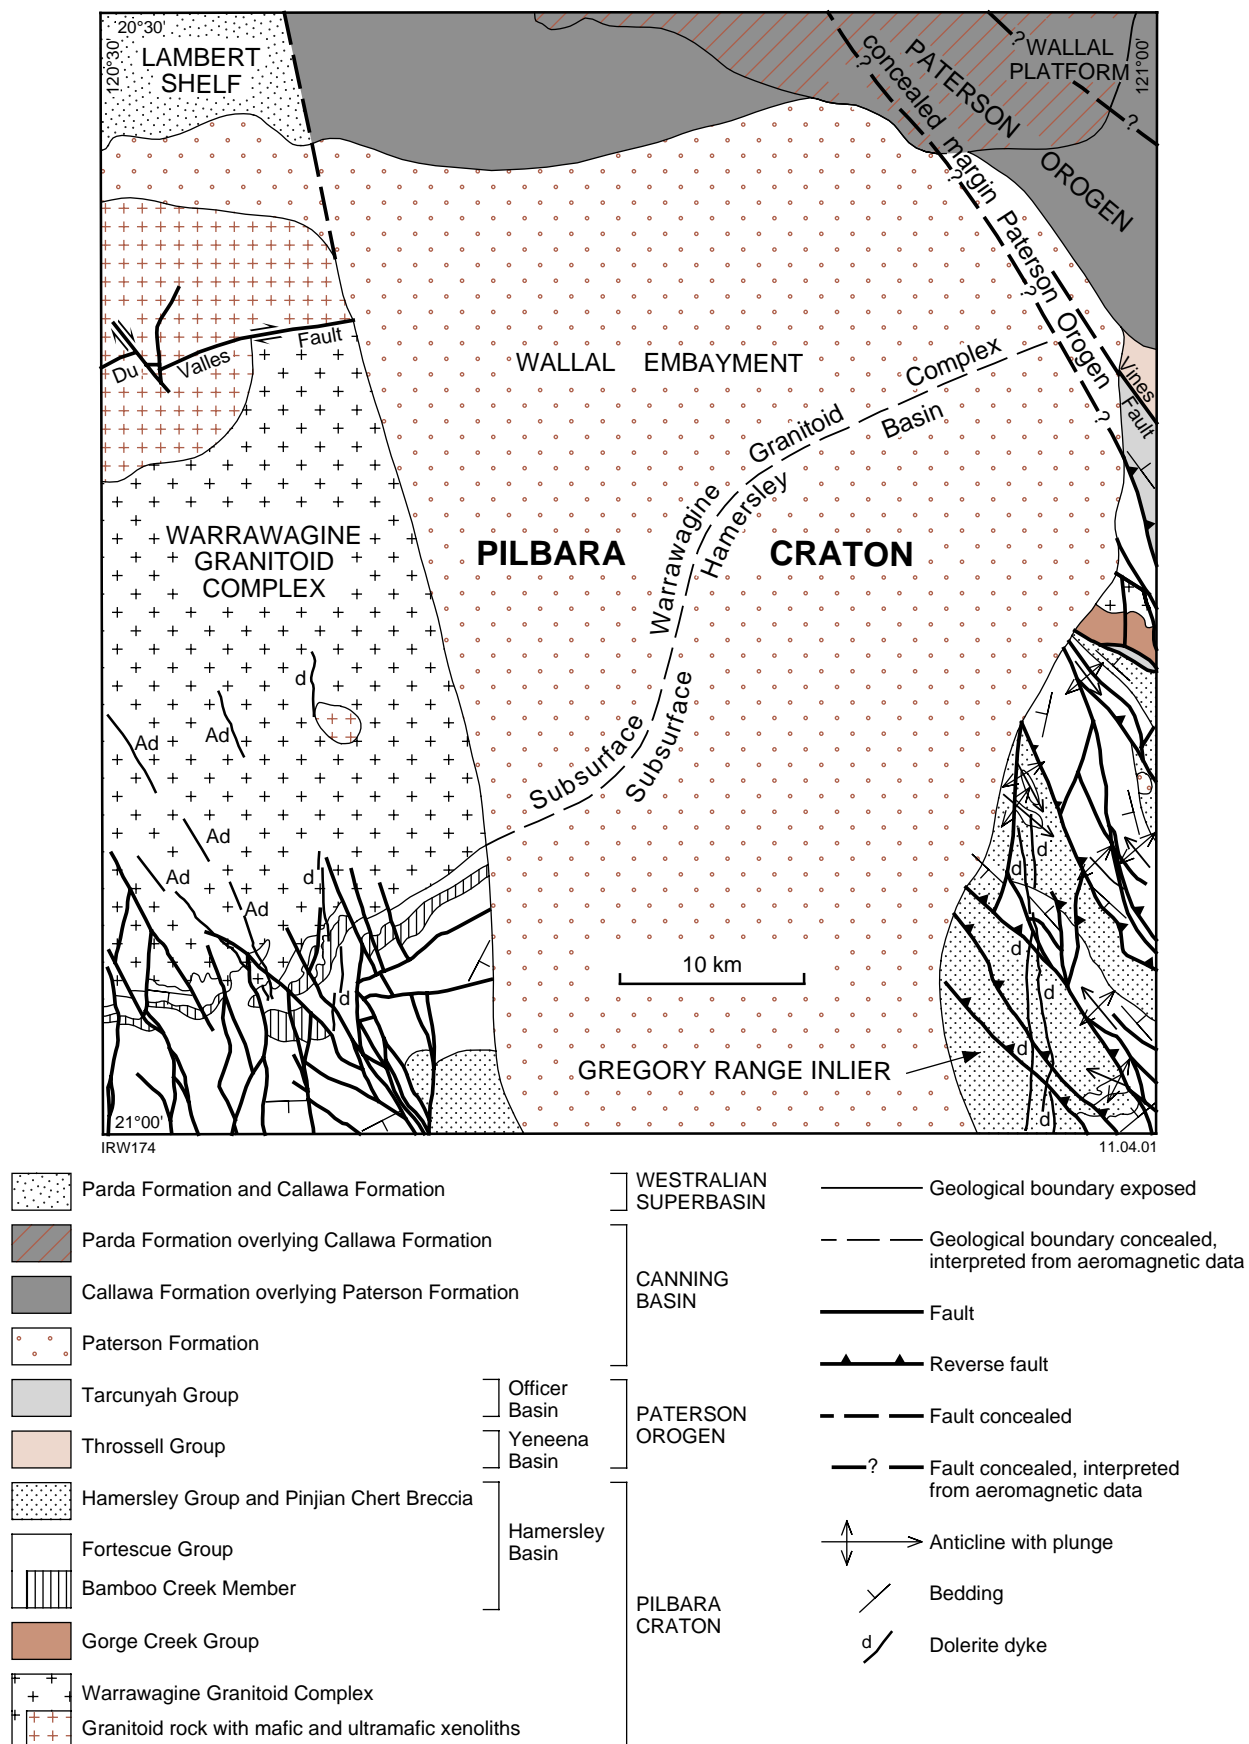 20°30'
120°30'
LAMBERT
SHELF
PATERSON
OROGEN
WALLAL
PLATFORM
121°00'
?
?
?
?
?
?
concealed margin Paterson Orogen
Du Valles Fault
WALLAL EMBAYMENT
Vines
Fault
Subsurface Warrawagine Granitoid Complex
Subsurface Hamersley Basin
WARRAWAGINE
GRANITOID
COMPLEX
PILBARA CRATON
d
Ad
Ad
Ad
Ad
Ad
d
d
d
d
d
d
d
d
10 km
GREGORY RANGE INLIER
21°00'
IRW174
11.04.01
Parda Formation and Callawa Formation
WESTRALIAN
SUPERBASIN
Parda Formation overlying Callawa Formation
Callawa Formation overlying Paterson Formation
Paterson Formation
CANNING
BASIN
Tarcunyah Group
Officer
Basin
Throssell Group
Yeneena
Basin
PATERSON
OROGEN
Hamersley Group and Pinjian Chert Breccia
Fortescue Group
Bamboo Creek Member
Hamersley
Basin
Gorge Creek Group
Warrawagine Granitoid Complex
Granitoid rock with mafic and ultramafic xenoliths
PILBARA
CRATON
Geological boundary exposed
Geological boundary concealed,
interpreted from aeromagnetic data
Fault
Reverse fault
Fault concealed
?
Fault concealed, interpreted
from aeromagnetic data
Anticline with plunge
Bedding
d
Dolerite dyke